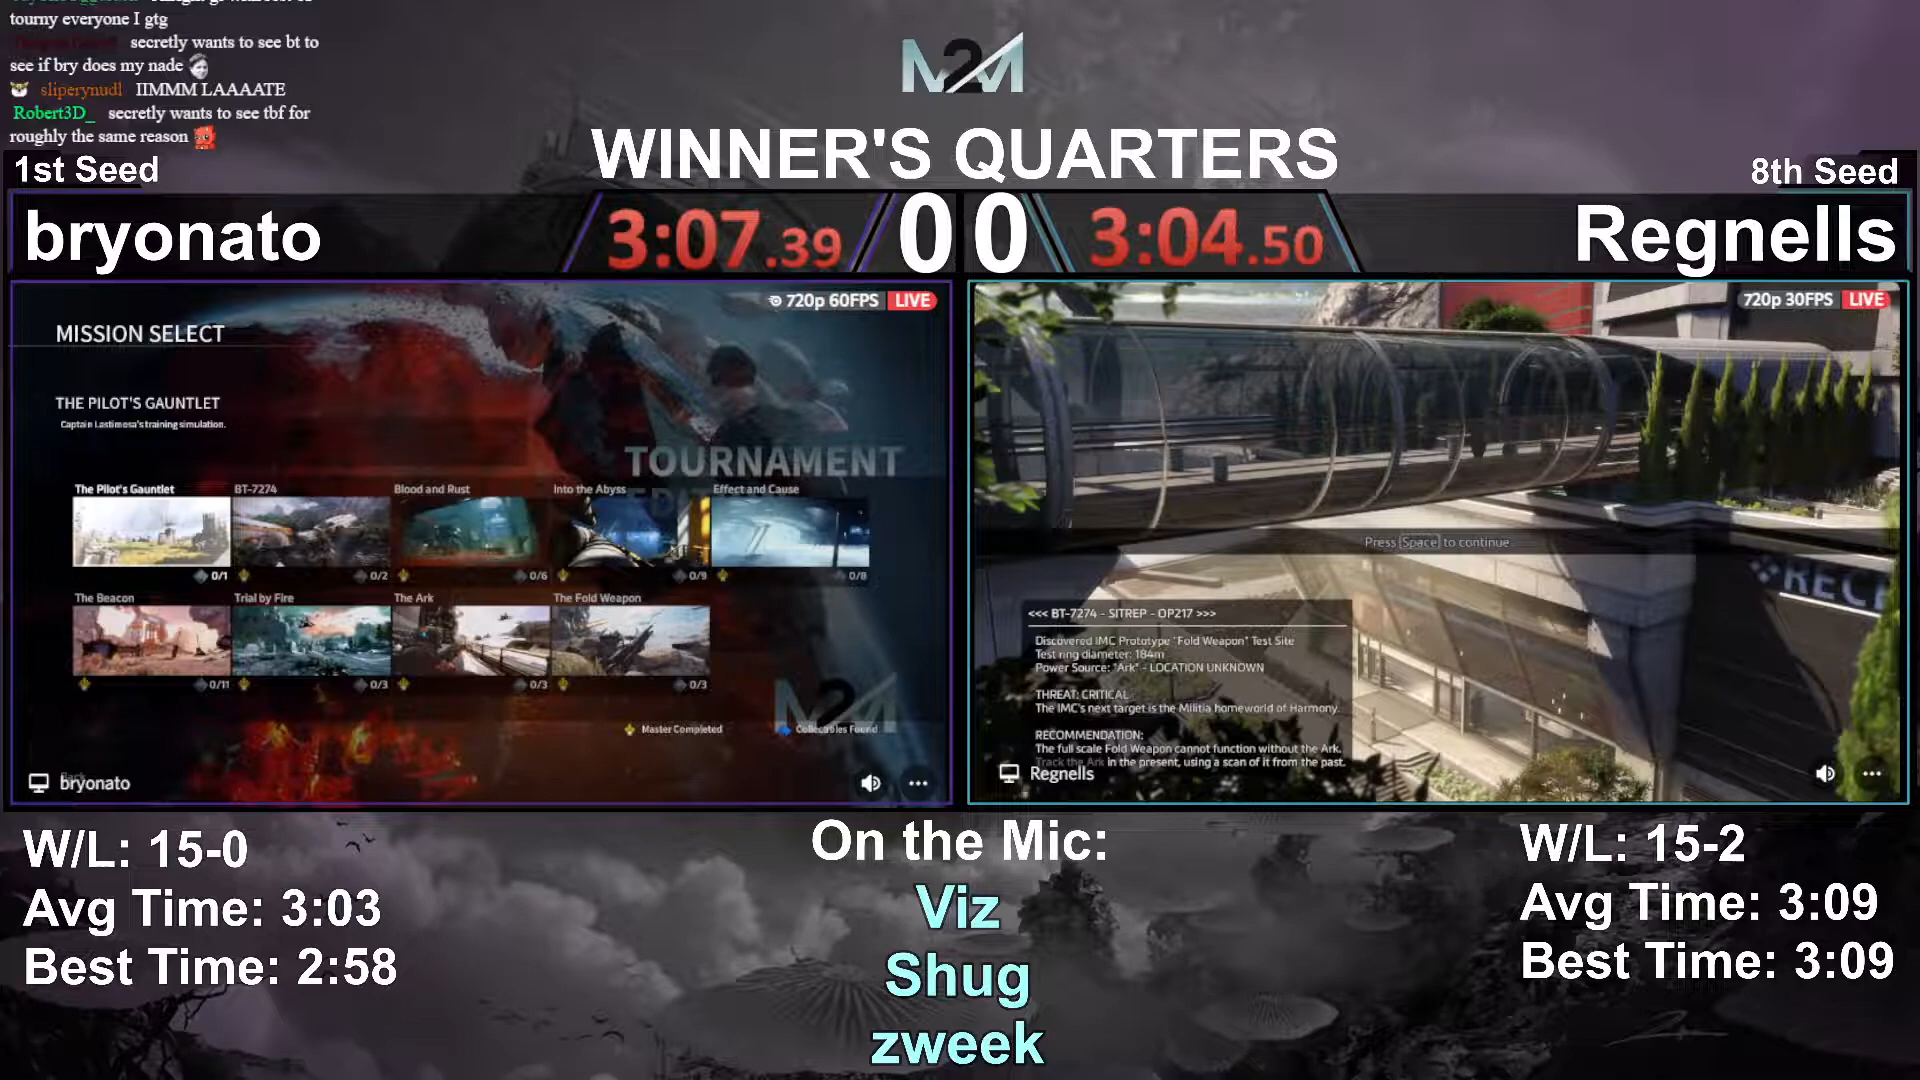 tourny everyone I gtg
secretly wants to see bt to
see if bry does my nade
sliperynudl IIMMM LAAAATE
Robert3D_ secretly wants to see tbf for
roughly the same reason
M2M
WINNER'S QUARTERS
1st Seed
8th Seed
bryonato
3:07.39
0 0
3:04.50
Regnells
720p 60FPS LIVE
MISSION SELECT
THE PILOT'S GAUNTLET
Captain Lastimosa's training simulation.
TOURNAMENT
The Pilot's Gauntlet
BT-7274
Blood and Rust
Into the Abyss
Effect and Cause
0/1
0/2
0/6
0/9
0/8
The Beacon
Trial by Fire
The Ark
The Fold Weapon
0/11
0/3
0/3
0/3
M2M
Master Completed
Collectibles Found
Back
bryonato
720p 30FPS LIVE
Press [Space] to continue
<<< BT-7274 - SITREP - OP217 >>>
Discovered IMC Prototype "Fold Weapon" Test Site
Test ring diameter: 184m
Power Source: "Ark" - LOCATION UNKNOWN
THREAT: CRITICAL
The IMC's next target is the Militia homeworld of Harmony.
RECOMMENDATION:
The full scale Fold Weapon cannot function without the Ark.
Track the Ark in the present, using a scan of it from the past.
Regnells
W/L: 15-0
Avg Time: 3:03
Best Time: 2:58
On the Mic:
Viz
Shug
zweek
W/L: 15-2
Avg Time: 3:09
Best Time: 3:09